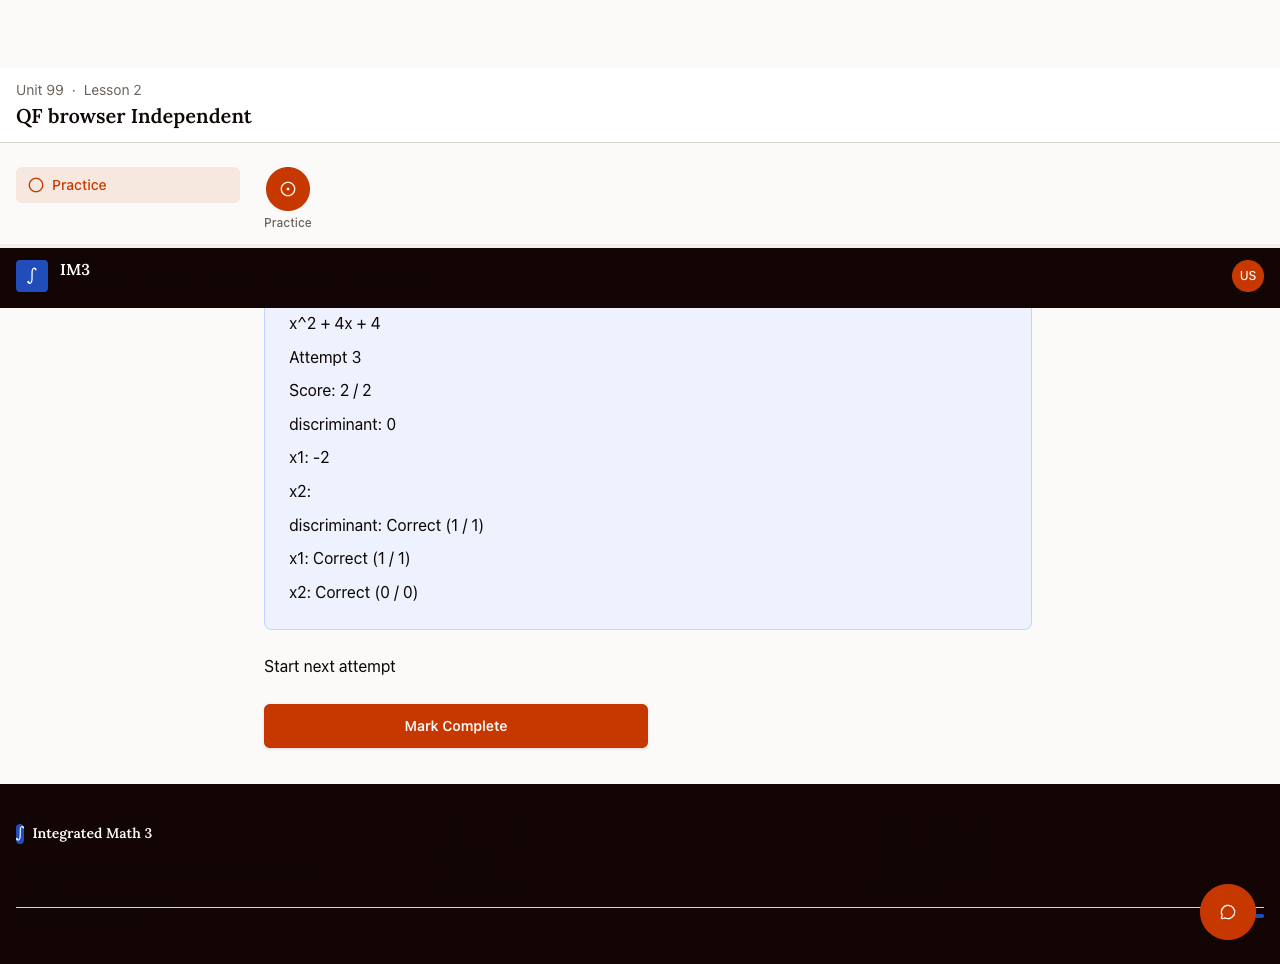 Unit 99 · Lesson 2
QF browser Independent
Practice
Practice
IM3
US
x^2 + 4x + 4
Attempt 3
Score: 2 / 2
discriminant: 0
x1: -2
x2:
discriminant: Correct (1 / 1)
x1: Correct (1 / 1)
x2: Correct (0 / 0)
Start next attempt
Mark Complete
Integrated Math 3